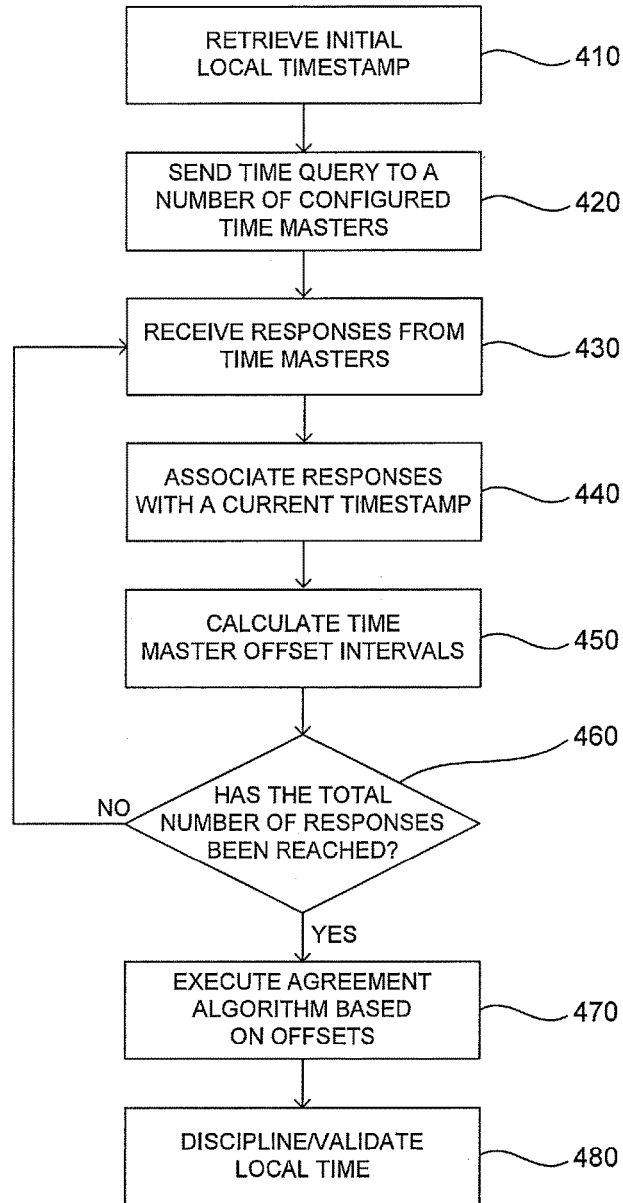 RETRIEVE INITIAL
LOCAL TIMESTAMP
410
SEND TIME QUERY TO A
NUMBER OF CONFIGURED
TIME MASTERS
420
RECEIVE RESPONSES FROM
TIME MASTERS
430
ASSOCIATE RESPONSES
WITH A CURRENT TIMESTAMP
440
CALCULATE TIME
MASTER OFFSET INTERVALS
450
460
HAS THE TOTAL
NUMBER OF RESPONSES
BEEN REACHED?
NO
YES
EXECUTE AGREEMENT
ALGORITHM BASED
ON OFFSETS
470
DISCIPLINE/VALIDATE
LOCAL TIME
480